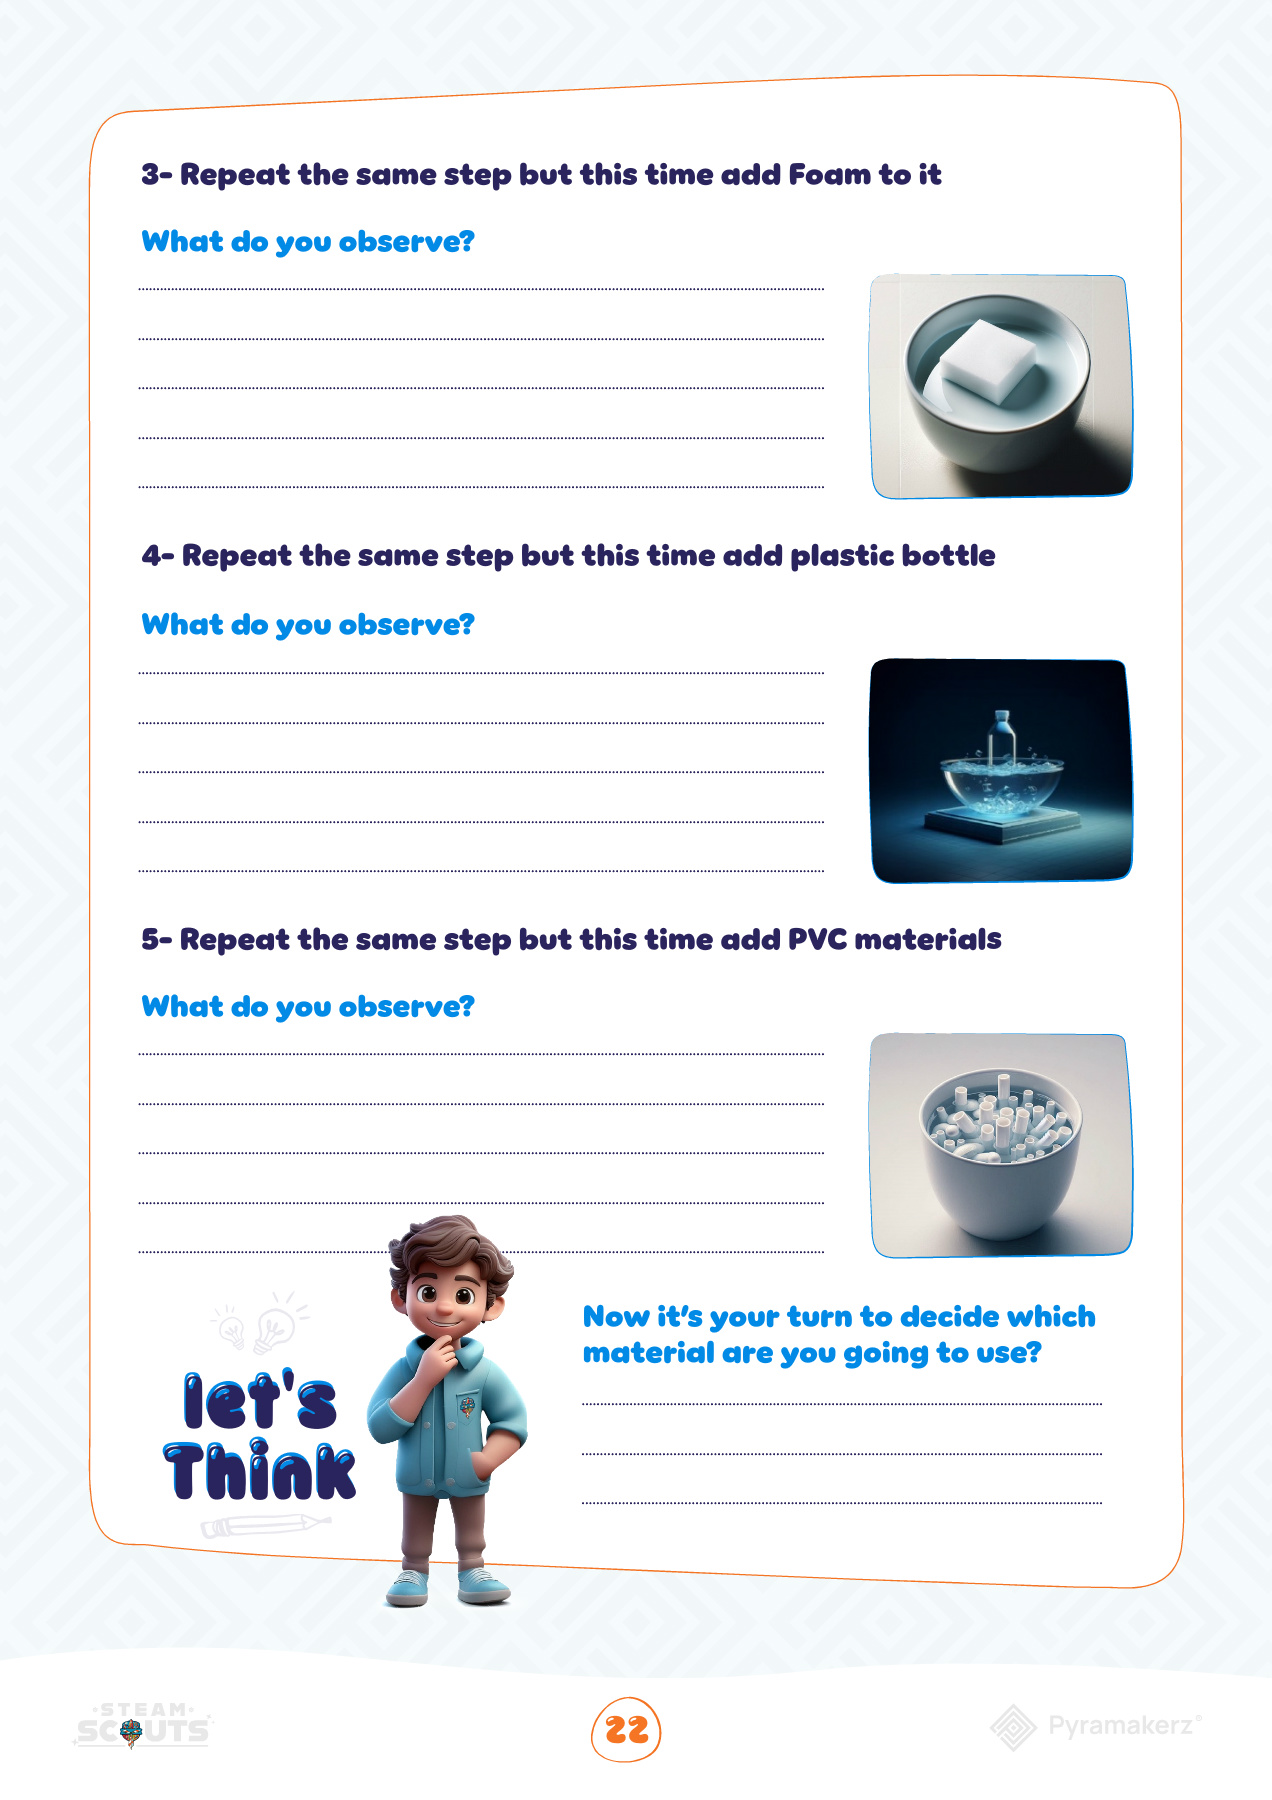 3- Repeat the same step but this time add Foam to it
What do you observe?
4- Repeat the same step but this time add plastic bottle
What do you observe?
5- Repeat the same step but this time add PVC materials
What do you observe?
let's
Think
Now it's your turn to decide which
material are you going to use?
STEAM
SCOUTS
22
Pyramakerz